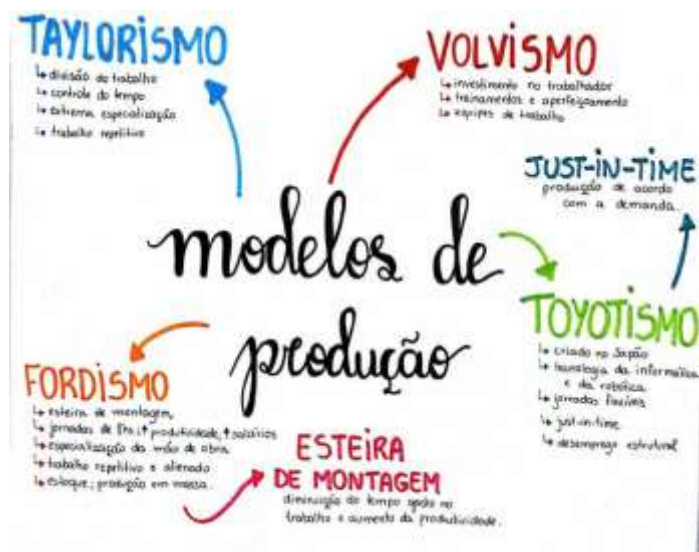 TAYLORISMO
↳ divisão do trabalho
↳ controle do tempo
↳ extrema especialização
↳ trabalho repetitivo
VOLVISMO
↳ investimento no trabalhador
↳ treinamentos e aperfeiçoamento
↳ equipes de trabalho
JUST-IN-TIME
produção de acordo
com a demanda.
modelos de
produção
TOYOTISMO
↳ criado no Japão
↳ tecnologia da informática
e da robótica
↳ jornadas flexíveis
↳ just-in-time
↳ desemprego estrutural
FORDISMO
↳ esteira de montagem
↳ jornadas de ↑ produtividade, ↑ salários
↳ especialização da mão de obra
↳ trabalho repetitivo e alienado
↳ estoque; produção em massa.
ESTEIRA
DE MONTAGEM
diminuição do tempo gasto no
trabalho e aumento da produtividade.